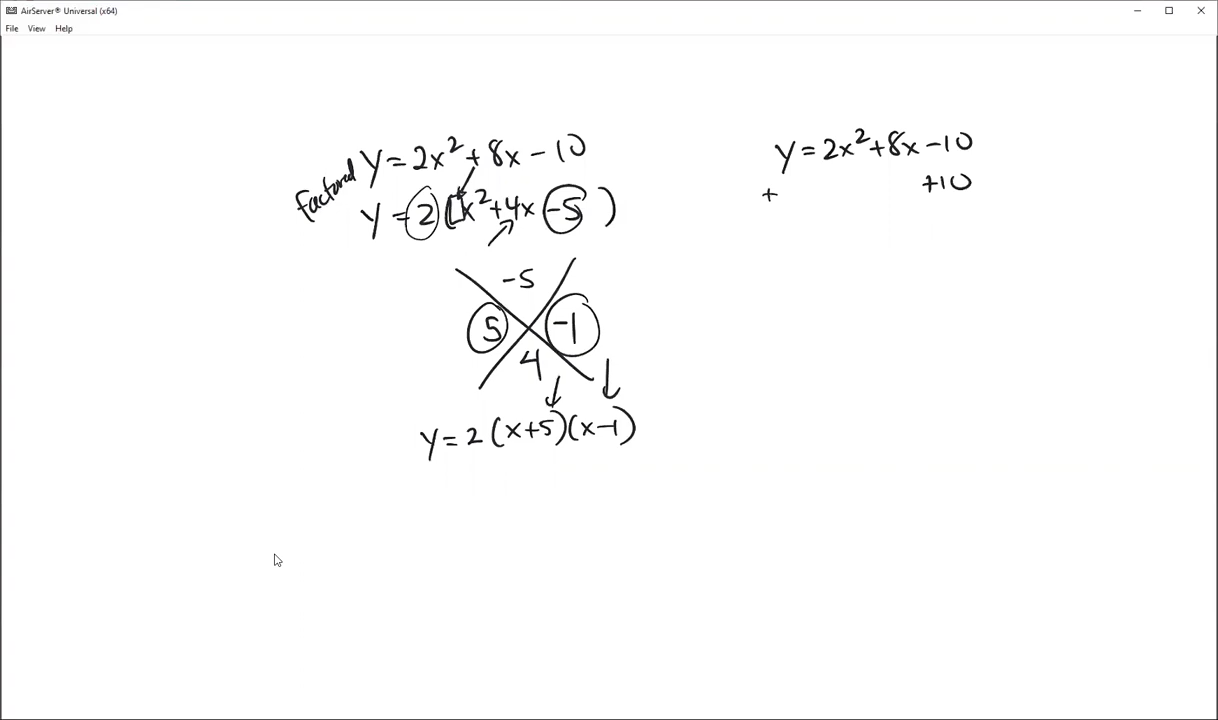 AirServer® Universal (x64)
File View Help
Factored y = 2x² + 8x - 10
y = 2 (1x² + 4x - 5 )
-5
5 -1
4
y = 2 (x+5)(x-1)
y = 2x² + 8x - 10
+ +10